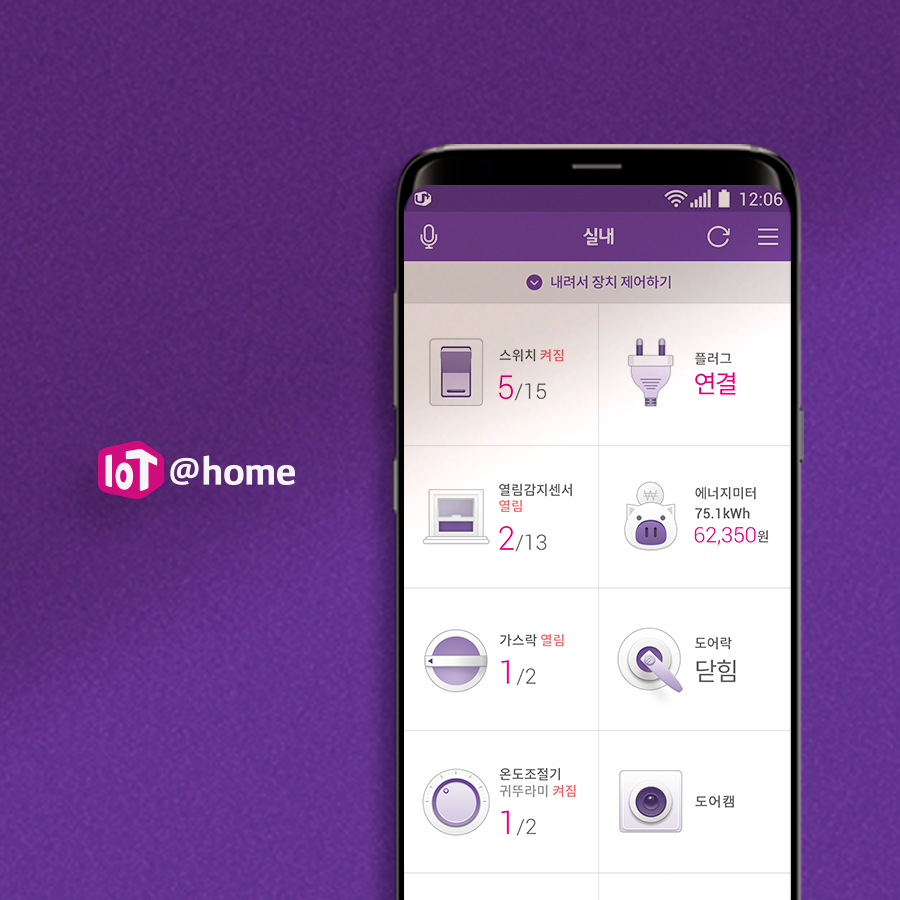 IoT @home
U+
12:06
실내
내려서 장치 제어하기
스위치 켜짐
5/15
플러그
연결
열림감지센서
열림
2/13
₩
에너지미터
75.1kWh
62,350원
가스락 열림
1/2
도어락
닫힘
온도조절기
귀뚜라미 켜짐
1/2
도어캠